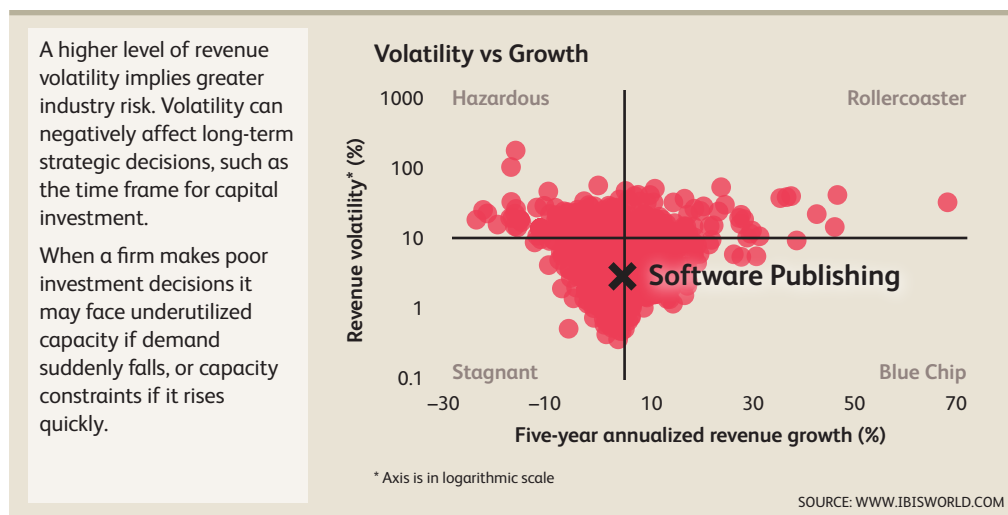 A higher level of revenue
volatility implies greater
industry risk. Volatility can
negatively affect long-term
strategic decisions, such as
the time frame for capital
investment.
When a firm makes poor
investment decisions it
may face underutilized
capacity if demand
suddenly falls, or capacity
constraints if it rises
quickly.
Volatility vs Growth
1000
Hazardous
Rollercoaster
100
Revenue volatility* (%)
10
Software Publishing
1
0.1
Stagnant
Blue Chip
–30 –10 10 30 50 70
Five-year annualized revenue growth (%)
* Axis is in logarithmic scale
SOURCE: WWW.IBISWORLD.COM